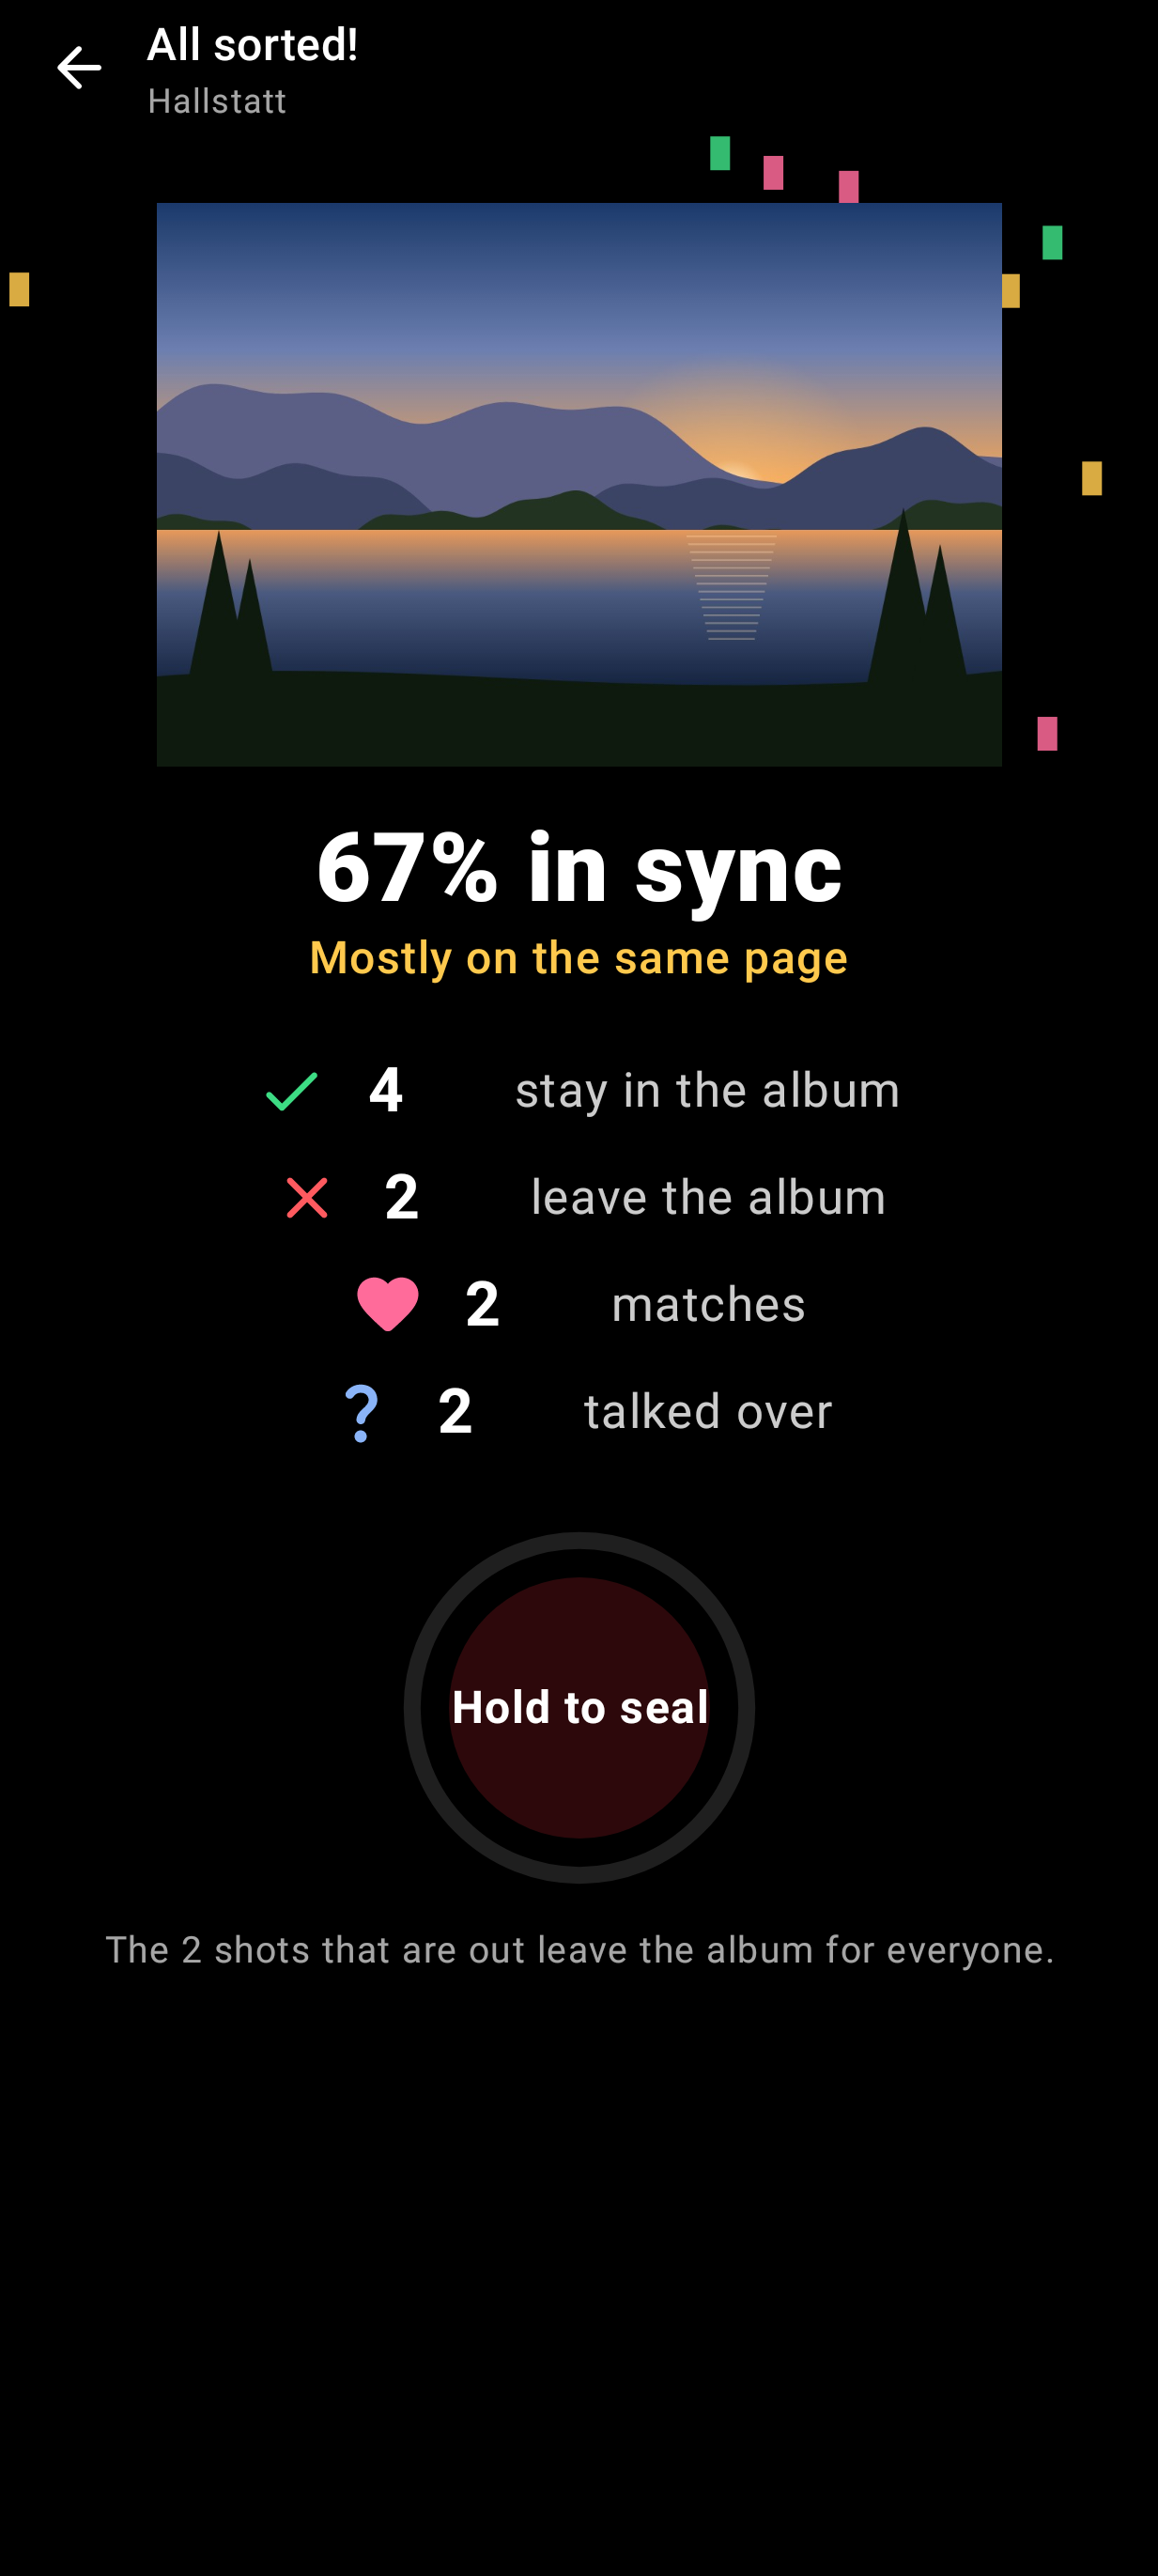 All sorted!
Hallstatt
67% in sync
Mostly on the same page
4 stay in the album
2 leave the album
2 matches
? 2 talked over
Hold to seal
The 2 shots that are out leave the album for everyone.